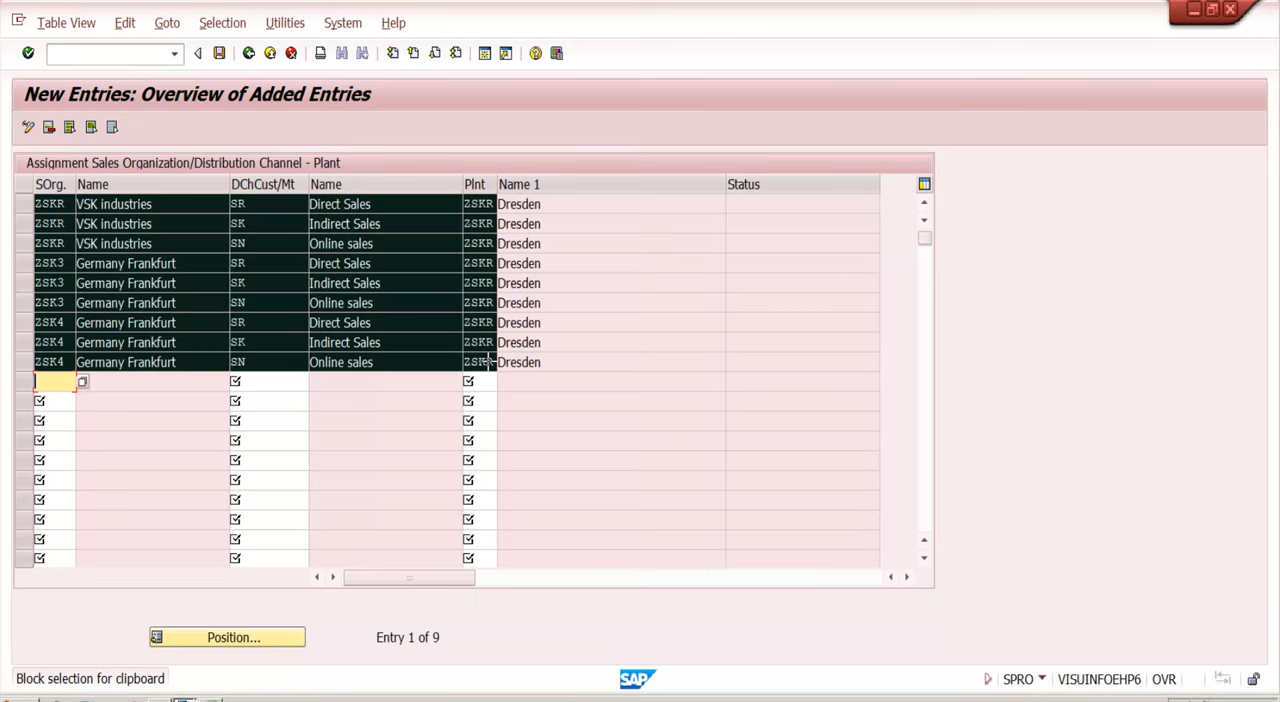 Table View Edit Goto Selection Utilities System Help
New Entries: Overview of Added Entries
Assignment Sales Organization/Distribution Channel - Plant
SOrg. Name DChCust/Mt Name Plnt Name 1 Status
ZSKR VSK industries SR Direct Sales ZSKR Dresden
ZSKR VSK industries SK Indirect Sales ZSKR Dresden
ZSKR VSK industries SN Online sales ZSKR Dresden
ZSK3 Germany Frankfurt SR Direct Sales ZSKR Dresden
ZSK3 Germany Frankfurt SK Indirect Sales ZSKR Dresden
ZSK3 Germany Frankfurt SN Online sales ZSKR Dresden
ZSK4 Germany Frankfurt SR Direct Sales ZSKR Dresden
ZSK4 Germany Frankfurt SK Indirect Sales ZSKR Dresden
ZSK4 Germany Frankfurt SN Online sales ZSKR Dresden
Position... Entry 1 of 9
Block selection for clipboard SAP SPRO VISUINFOEHP6 OVR